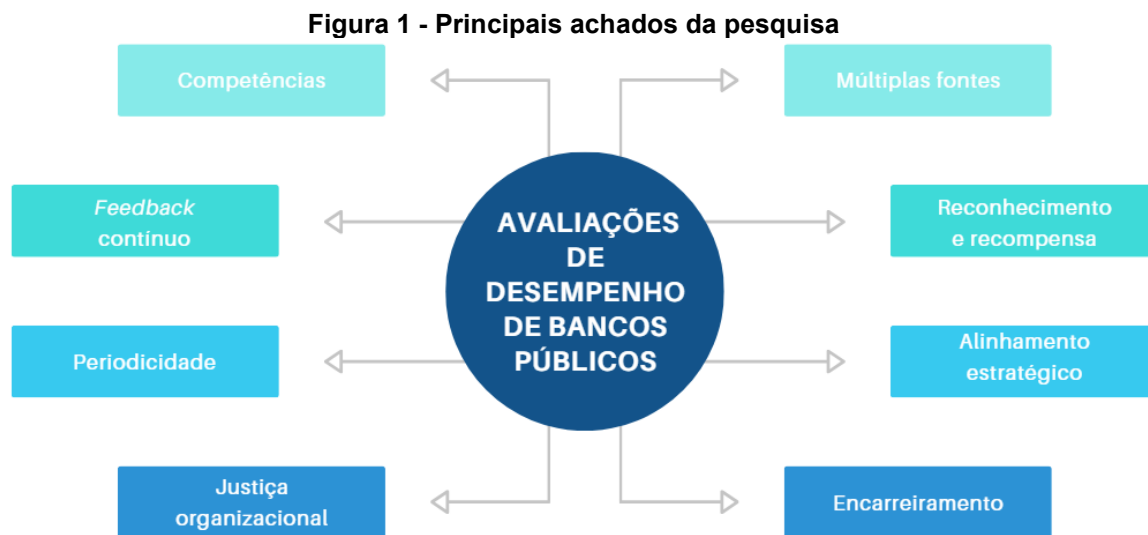 Figura 1 - Principais achados da pesquisa
Competências
Múltiplas fontes
Feedback
contínuo
AVALIAÇÕES
DE
DESEMPENHO
DE BANCOS
PÚBLICOS
Reconhecimento
e recompensa
Periodicidade
Alinhamento
estratégico
Justiça
organizacional
Encarreiramento